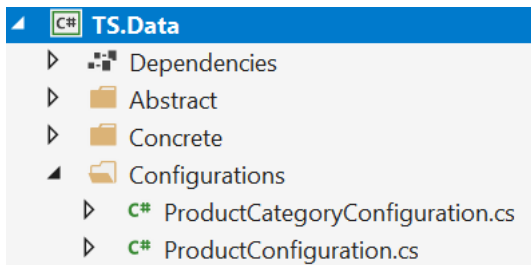 C# TS.Data
Dependencies
Abstract
Concrete
Configurations
C# ProductCategoryConfiguration.cs
C# ProductConfiguration.cs